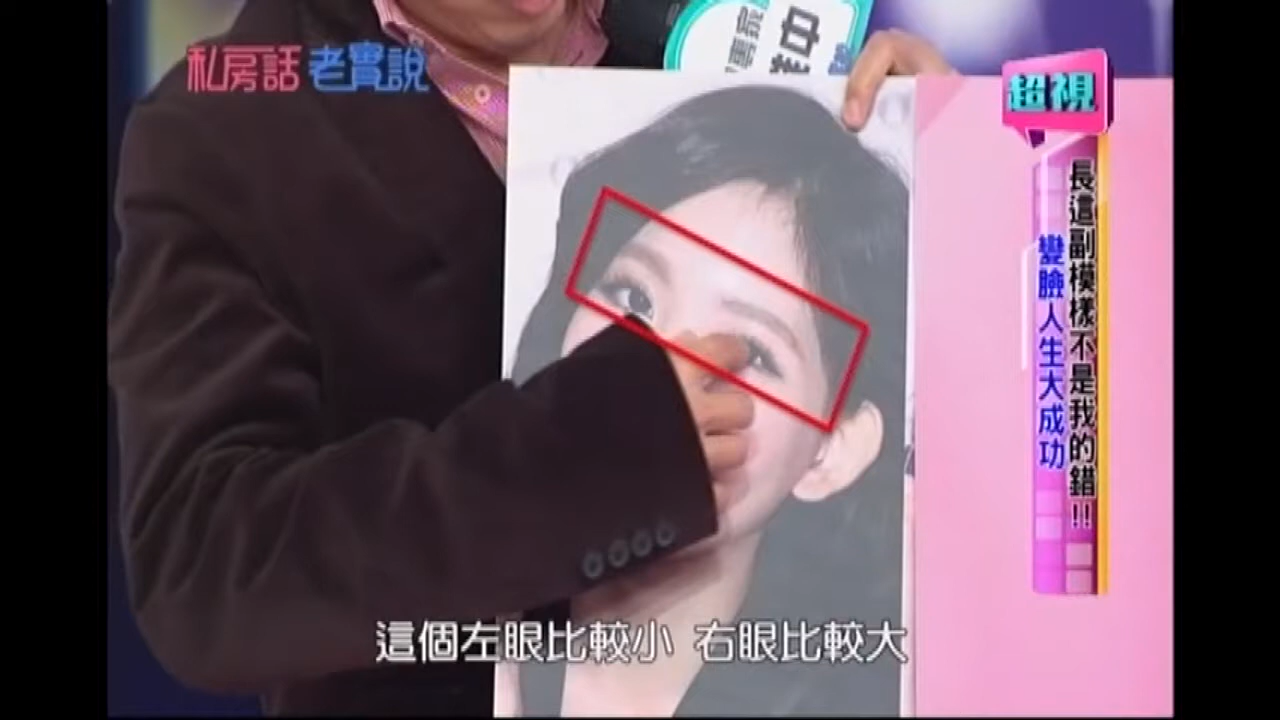 私房話 老實說
超視
長這副模樣不是我的錯!!
變臉人生大成功
這個左眼比較小 右眼比較大